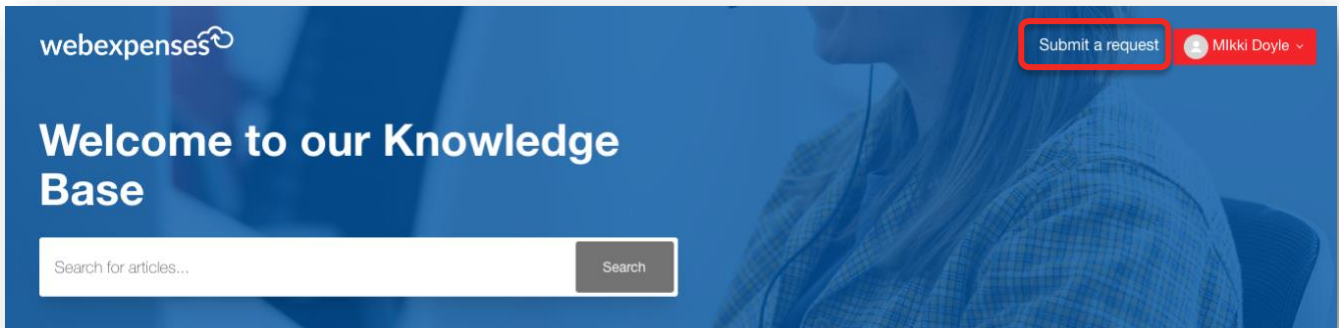 webexpenses
Submit a request
MIkki Doyle
Welcome to our Knowledge
Base
Search for articles...
Search